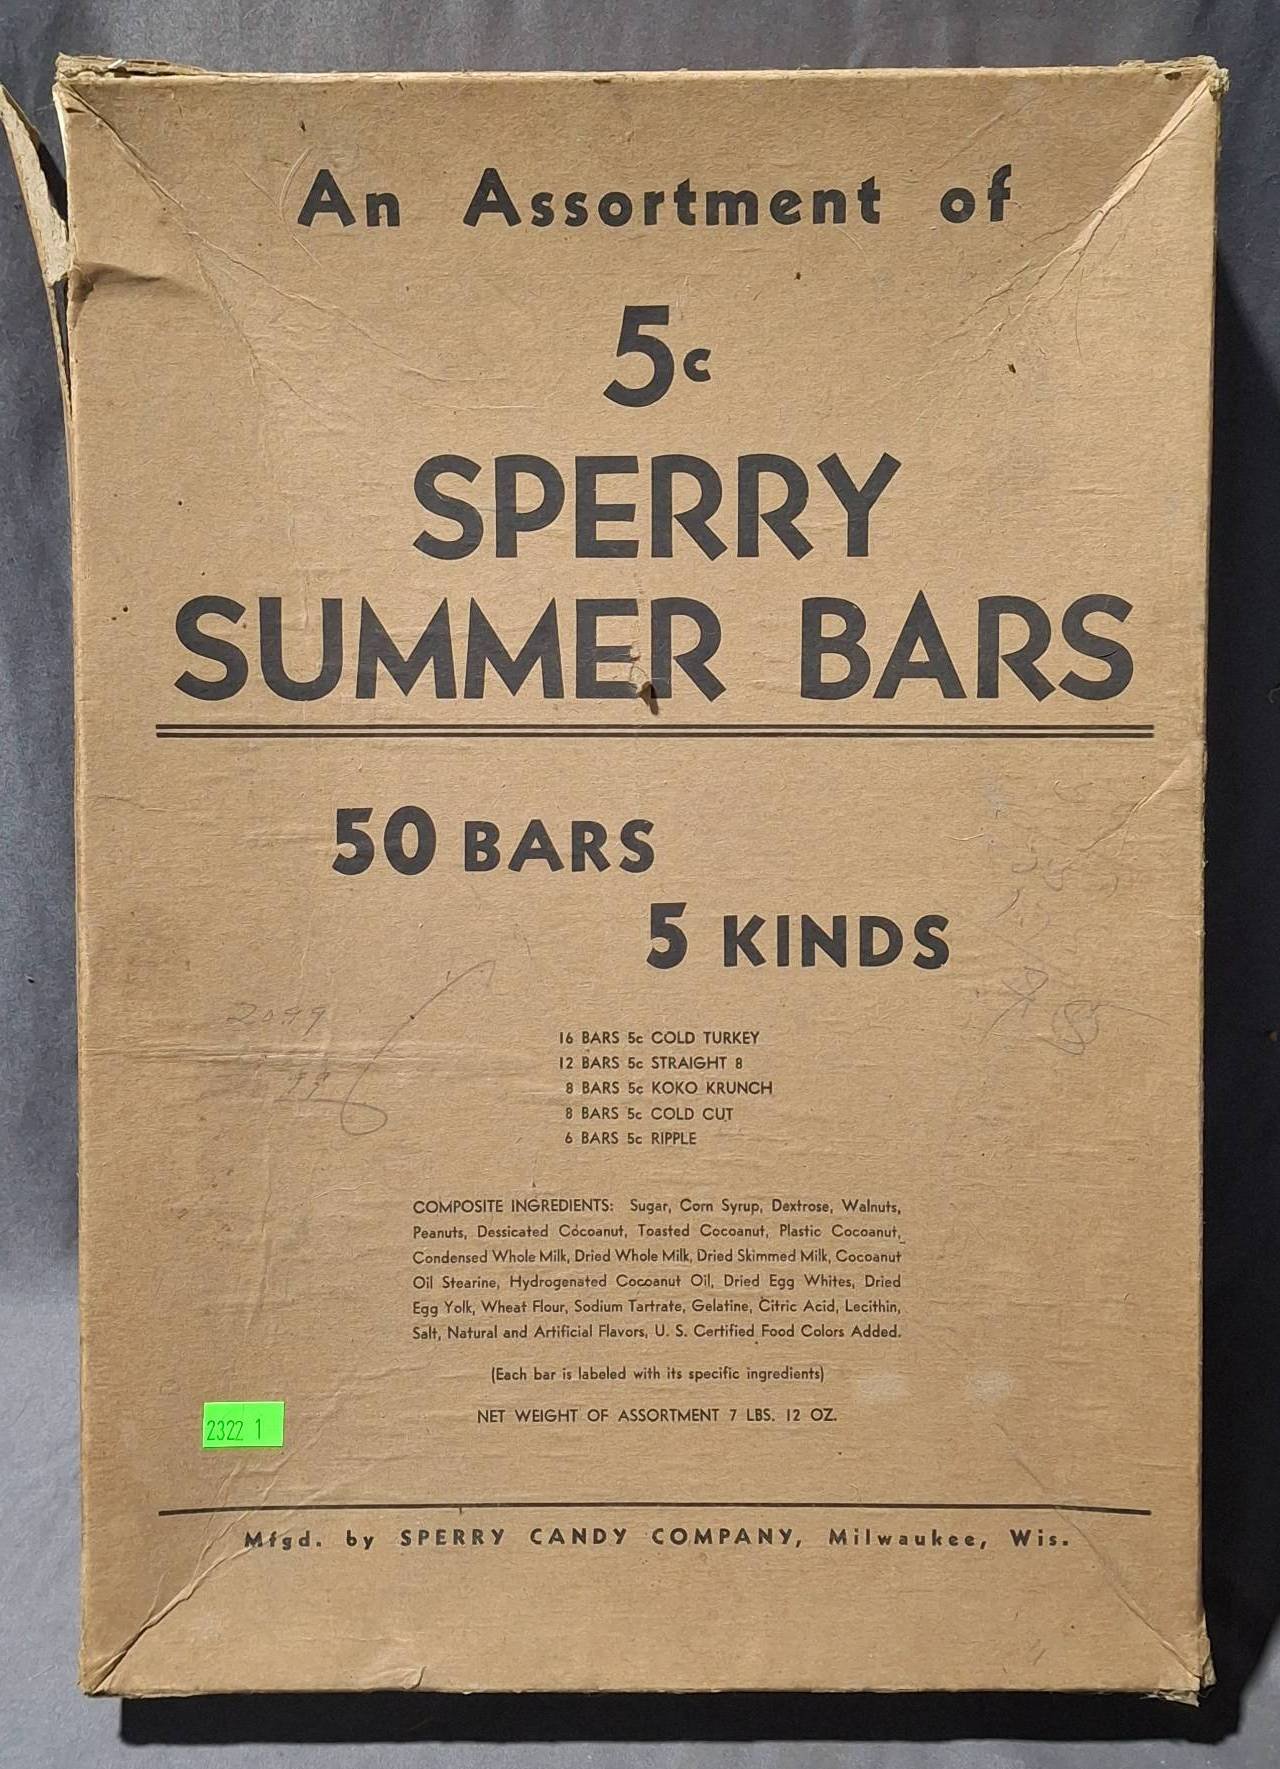 An Assortment of
5c
SPERRY
SUMMER BARS
50 BARS
5 KINDS
2099
16 BARS 5c COLD TURKEY
12 BARS 5c STRAIGHT 8
8 BARS 5c KOKO KRUNCH
8 BARS 5c COLD CUT
6 BARS 5c RIPPLE
COMPOSITE INGREDIENTS: Sugar, Corn Syrup, Dextrose, Walnuts,
Peanuts, Dessicated Cocoanut, Toasted Cocoanut, Plastic Cocoanut,
Condensed Whole Milk, Dried Whole Milk, Dried Skimmed Milk, Cocoanut
Oil Stearine, Hydrogenated Cocoanut Oil, Dried Egg Whites, Dried
Egg Yolk, Wheat Flour, Sodium Tartrate, Gelatine, Citric Acid, Lecithin,
Salt, Natural and Artificial Flavors, U. S. Certified Food Colors Added.
(Each bar is labeled with its specific ingredients)
NET WEIGHT OF ASSORTMENT 7 LBS. 12 OZ.
2322 1
Mfgd. by SPERRY CANDY COMPANY, Milwaukee, Wis.